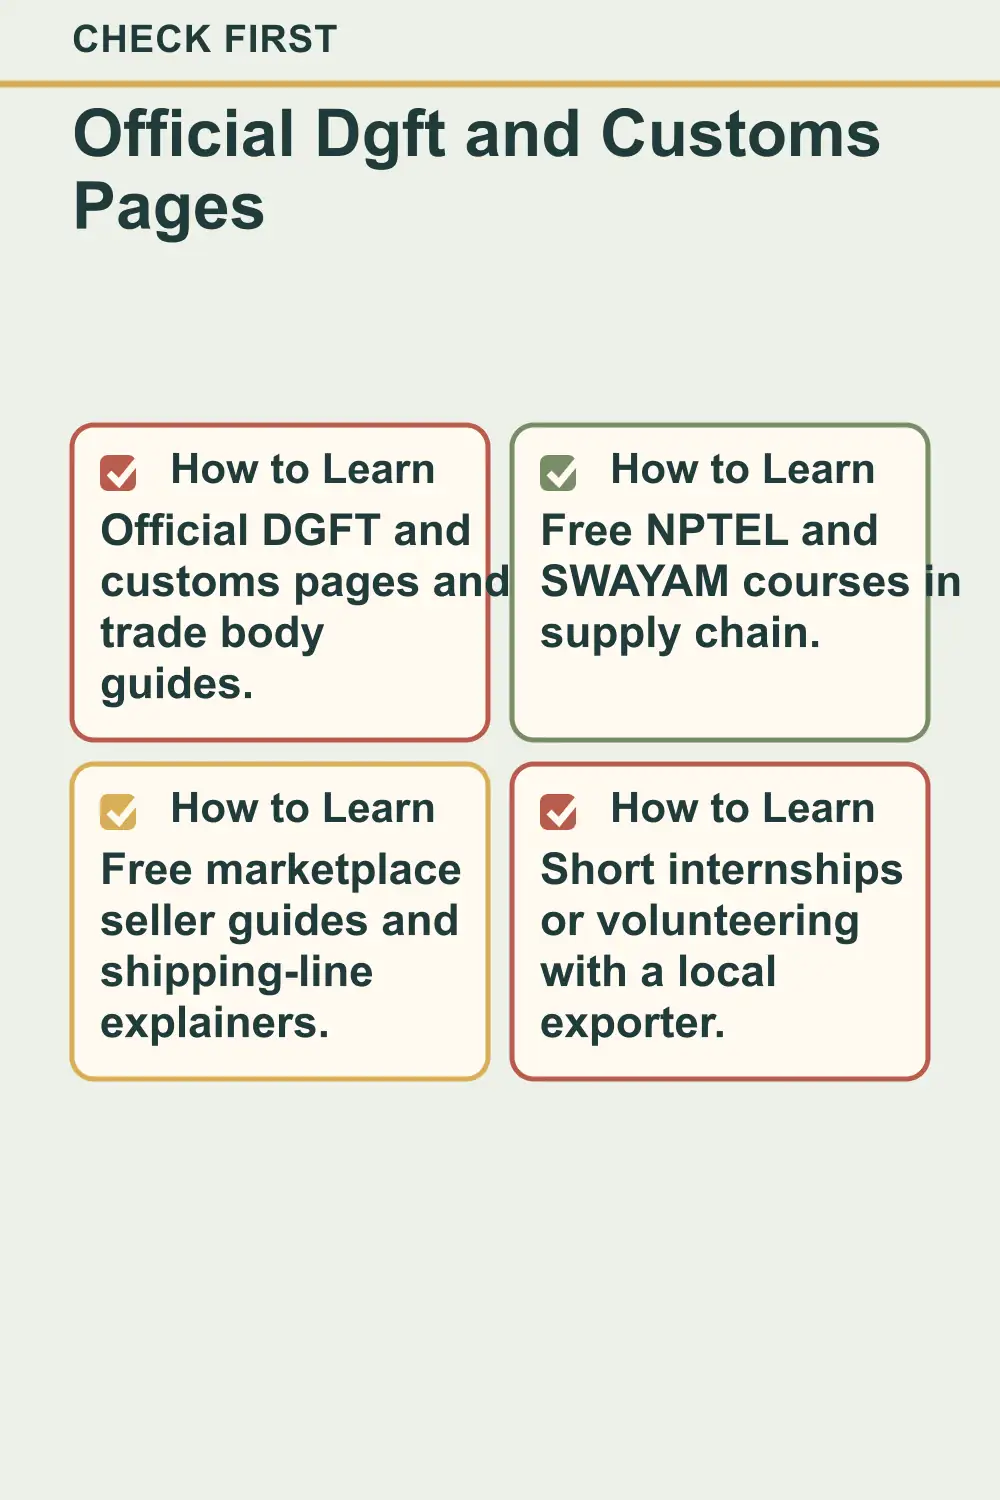 CHECK FIRST
Official Dgft and Customs
Pages
How to Learn
Official DGFT and
customs pages and
trade body
guides.
How to Learn
Free NPTEL and
SWAYAM courses in
supply chain.
How to Learn
Free marketplace
seller guides and
shipping-line
explainers.
How to Learn
Short internships
or volunteering
with a local
exporter.